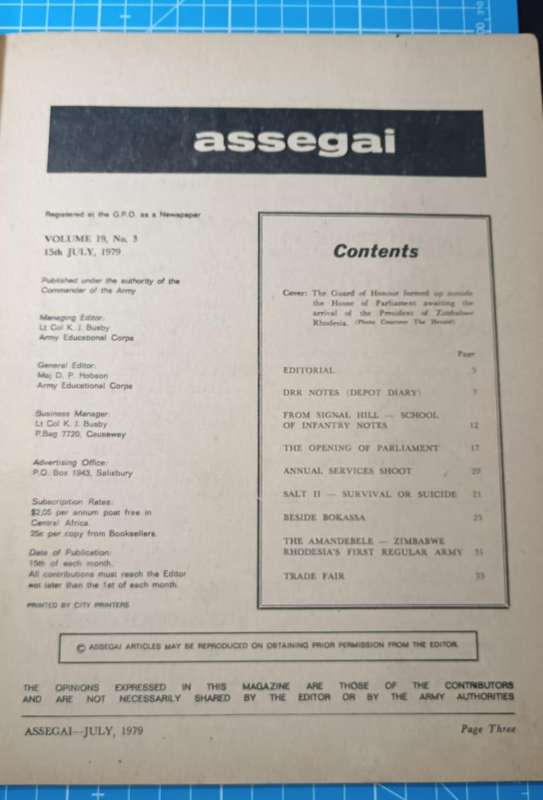 assegai
Registered at the G.P.O. as a Newspaper
VOLUME 19, No. 3
15th JULY, 1979
Published under the authority of the
Commander of the Army
Managing Editor:
Lt Col K. J. Busby
Army Educational Corps
General Editor:
Maj D. P. Hobson
Army Educational Corps
Business Manager:
Lt Col K. J. Busby
P.Bag 7720, Causeway
Advertising Office:
P.O. Box 1943, Salisbury
Subscription Rates:
$2,05 per annum post free in
Central Africa.
25c per copy from Booksellers.
Date of Publication:
15th of each month.
All contributions must reach the Editor
not later than the 1st of each month.
PRINTED BY CITY PRINTERS
Contents
Cover: The Guard of Honour formed up outside
the House of Parliament awaiting the
arrival of the President of Zimbabwe
Rhodesia. (Photo Courtesy The Herald)
Page
EDITORIAL 5
DRR NOTES (DEPOT DIARY) 7
FROM SIGNAL HILL — SCHOOL
OF INFANTRY NOTES 12
THE OPENING OF PARLIAMENT 17
ANNUAL SERVICES SHOOT 20
SALT II — SURVIVAL OR SUICIDE 21
BESIDE BOKASSA 25
THE AMANDEBELE — ZIMBABWE
RHODESIA'S FIRST REGULAR ARMY 31
TRADE FAIR 33
© ASSEGAI ARTICLES MAY BE REPRODUCED ON OBTAINING PRIOR PERMISSION FROM THE EDITOR.
THE OPINIONS EXPRESSED IN THIS MAGAZINE ARE THOSE OF THE CONTRIBUTORS
AND ARE NOT NECESSARILY SHARED BY THE EDITOR OR BY THE ARMY AUTHORITIES
ASSEGAI—JULY, 1979 Page Three